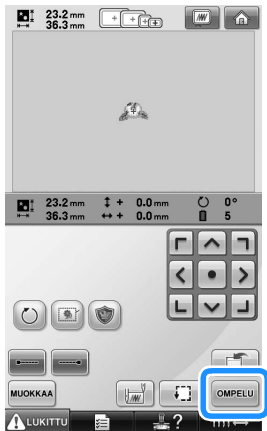 23.2 mm
36.3 mm
23.2 mm ↕ + 0.0 mm 0°
36.3 mm ↔ + 0.0 mm 5
MUOKKAA
OMPELU
LUKITTU ?